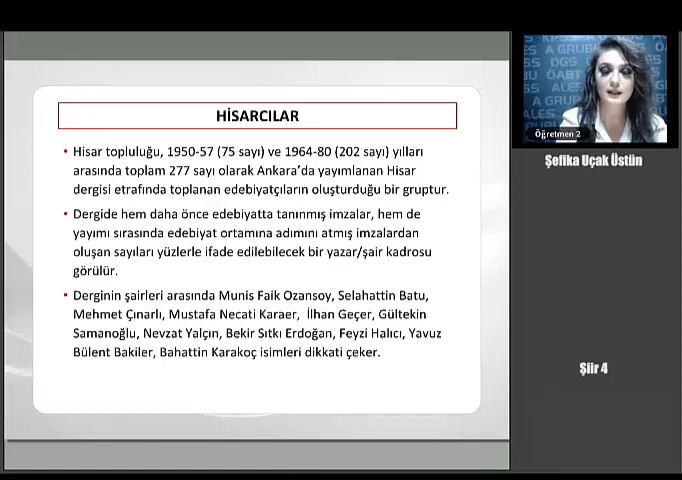 HİSARCILAR
• Hisar topluluğu, 1950-57 (75 sayı) ve 1964-80 (202 sayı) yılları
arasında toplam 277 sayı olarak Ankara'da yayımlanan Hisar
dergisi etrafında toplanan edebiyatçıların oluşturduğu bir gruptur.
• Dergide hem daha önce edebiyatta tanınmış imzalar, hem de
yayımı sırasında edebiyat ortamına adımını atmış imzalardan
oluşan sayıları yüzlerle ifade edilebilecek bir yazar/şair kadrosu
görülür.
• Derginin şairleri arasında Munis Faik Ozansoy, Selahattin Batu,
Mehmet Çınarlı, Mustafa Necati Karaer, İlhan Geçer, Gültekin
Samanoğlu, Nevzat Yalçın, Bekir Sıtkı Erdoğan, Feyzi Halıcı, Yavuz
Bülent Bakiler, Bahattin Karakoç isimleri dikkati çeker.
A GRUBU
DGS
ÖABT
ALES
A GRUBU
Öğretmen 2
Şefika Uçak Üstün
Şiir 4